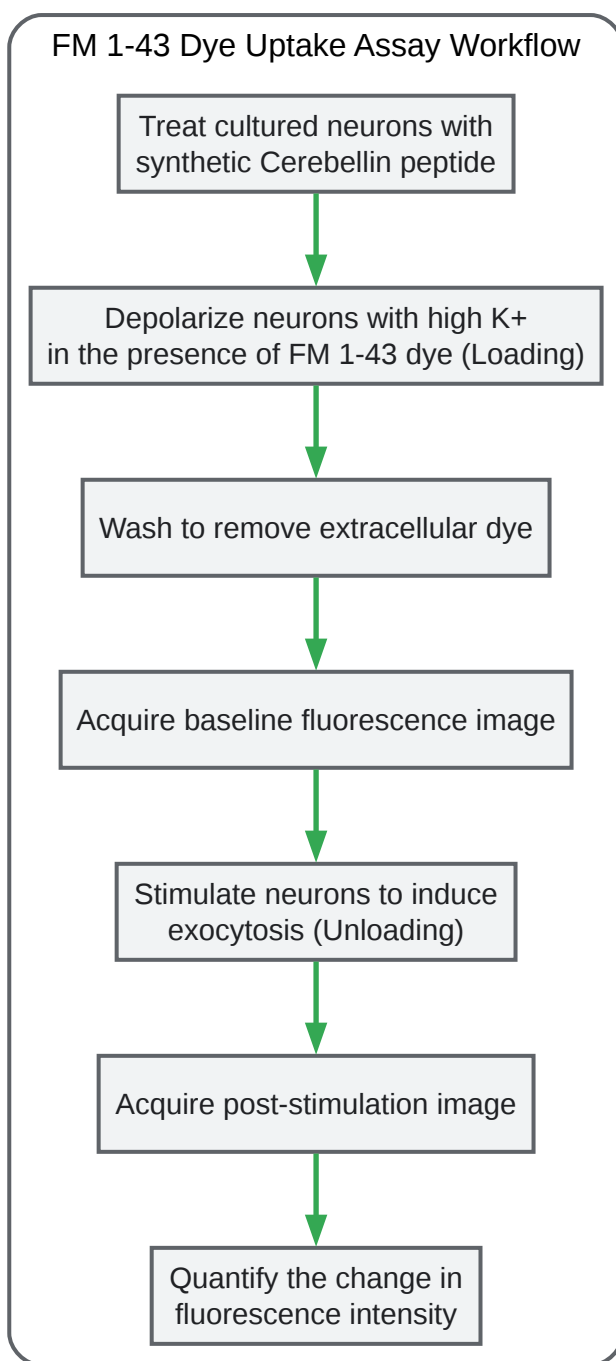 FM 1-43 Dye Uptake Assay Workflow
Treat cultured neurons with
synthetic Cerebellin peptide
Depolarize neurons with high K+
in the presence of FM 1-43 dye (Loading)
Wash to remove extracellular dye
Acquire baseline fluorescence image
Stimulate neurons to induce
exocytosis (Unloading)
Acquire post-stimulation image
Quantify the change in
fluorescence intensity